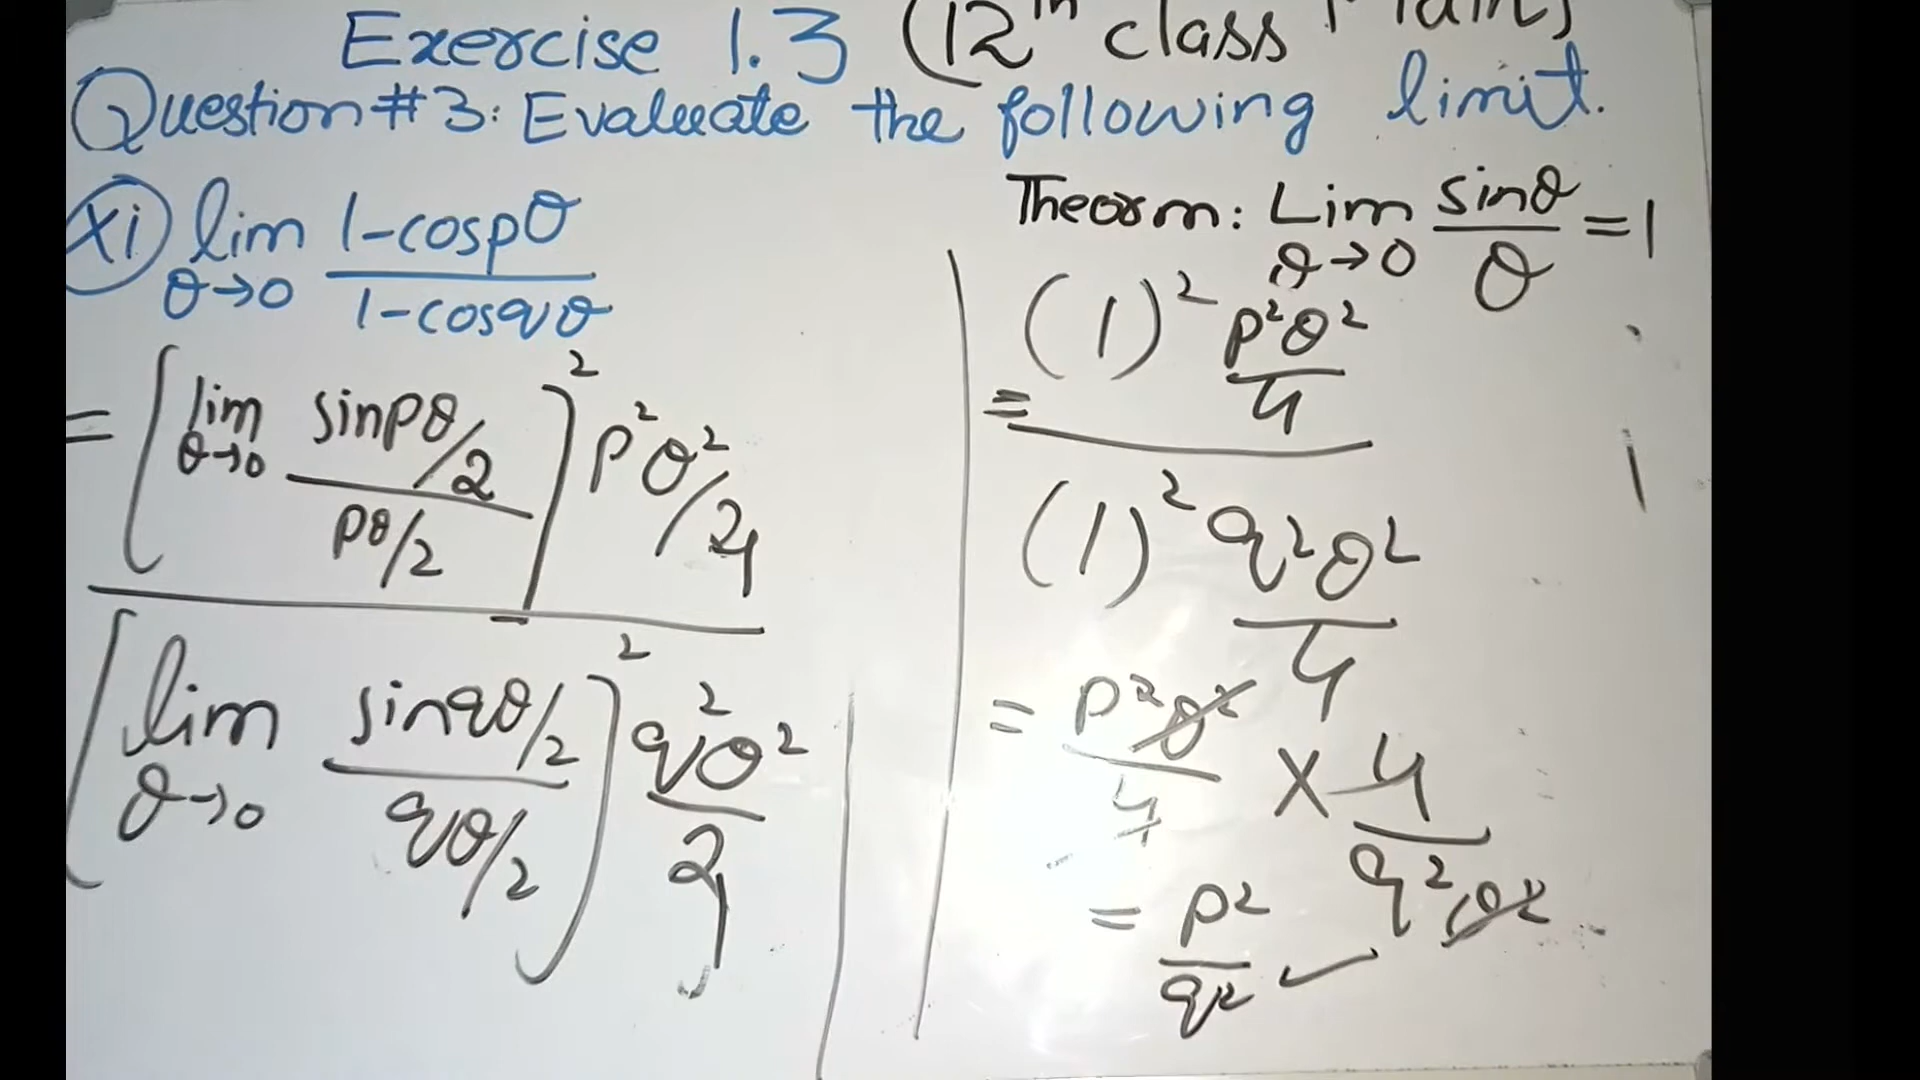 Exercise 1.3 (12th class
Question#3: Evaluate the following limit.
xi) lim θ→0 1-cospθ / 1-cosqθ
= [lim θ→0 sinpθ/2 / pθ/2]² p²θ²/4
[lim θ→0 sinqθ/2 / qθ/2]² q²θ² / 4
Theorm: Lim θ→0 sinθ / θ = 1
= (1)² p²θ² / 4
(1)² q²θ² / 4
= p²θ² / 4 × 4 / q²θ²
= p² / q² ✓